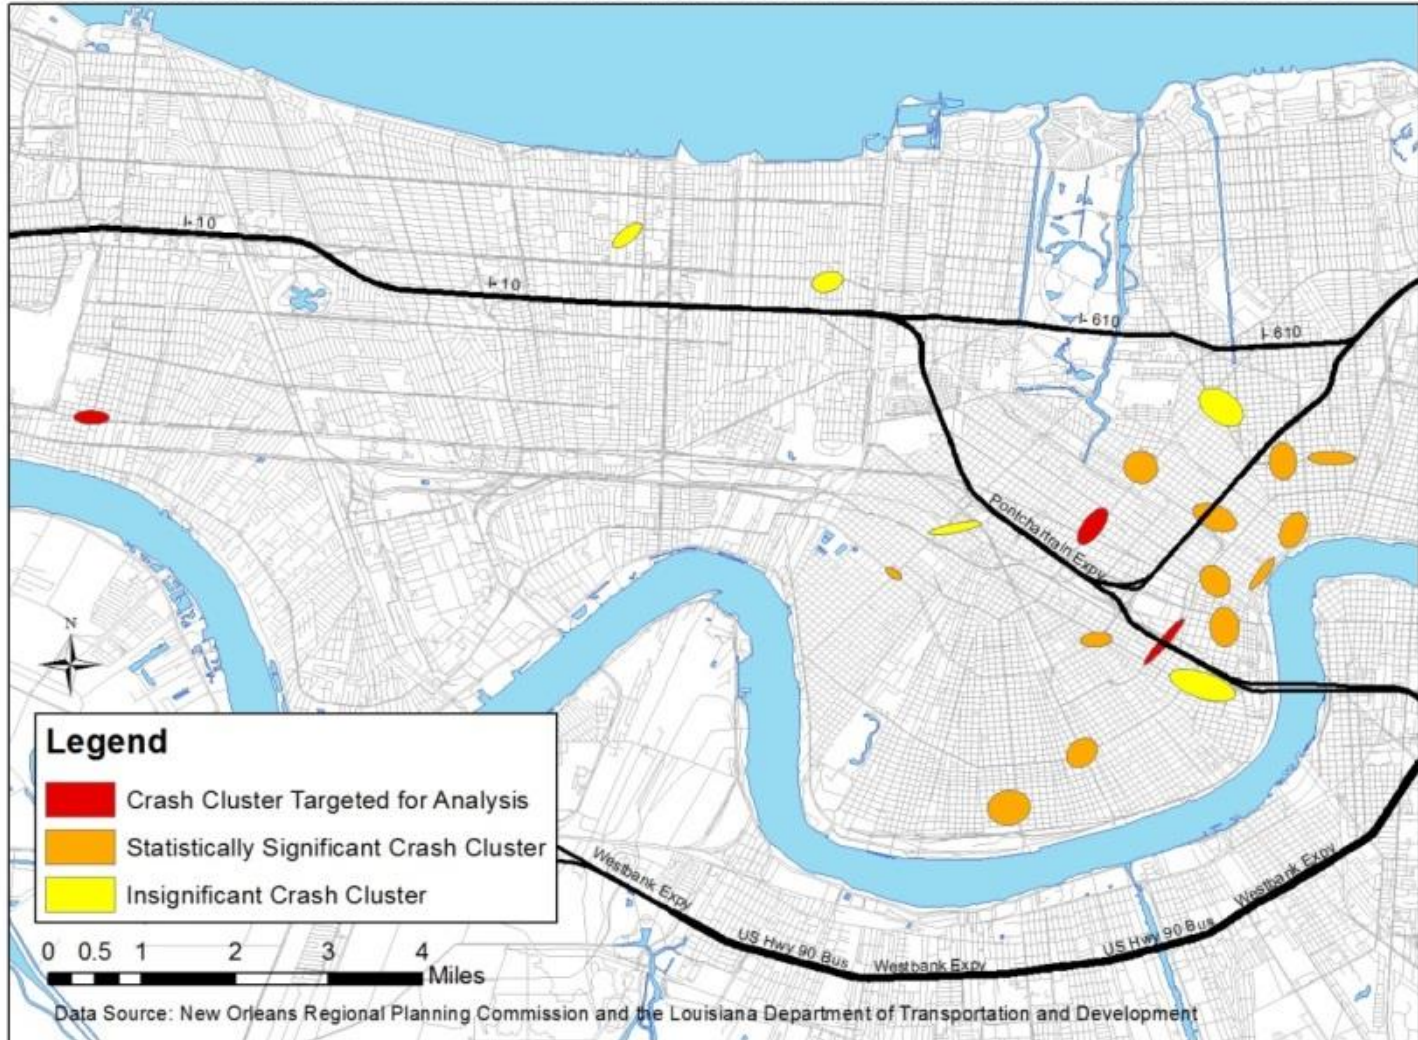 I-10
I-10
I-610
I-610
Pontchartrain Expy
N
Legend
Crash Cluster Targeted for Analysis
Statistically Significant Crash Cluster
Insignificant Crash Cluster
Westbank Expy
US Hwy 90 Bus
Westbank Expy
US Hwy 90 Bus
Westbank Expy
0 0.5 1 2 3 4
Miles
Data Source: New Orleans Regional Planning Commission and the Louisiana Department of Transportation and Development